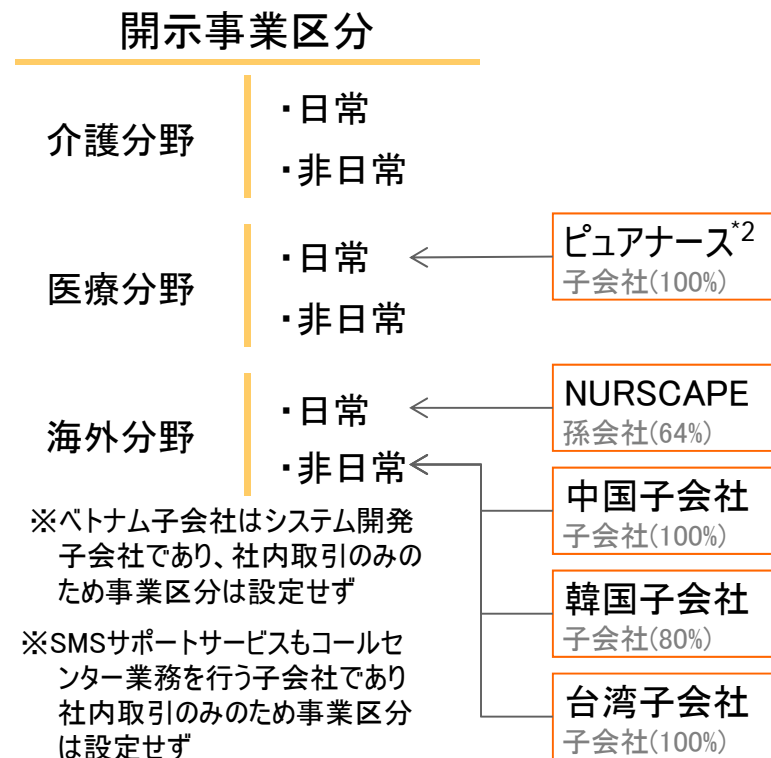 開示事業区分
介護分野
・日常
・非日常
医療分野
・日常
・非日常
ピュアナース*2
子会社(100%)
海外分野
・日常
・非日常
NURSCAPE
孫会社(64%)
中国子会社
子会社(100%)
韓国子会社
子会社(80%)
台湾子会社
子会社(100%)
※ベトナム子会社はシステム開発
子会社であり、社内取引のみの
ため事業区分は設定せず
※SMSサポートサービスもコールセ
ンター業務を行う子会社であり
社内取引のみのため事業区分
は設定せず